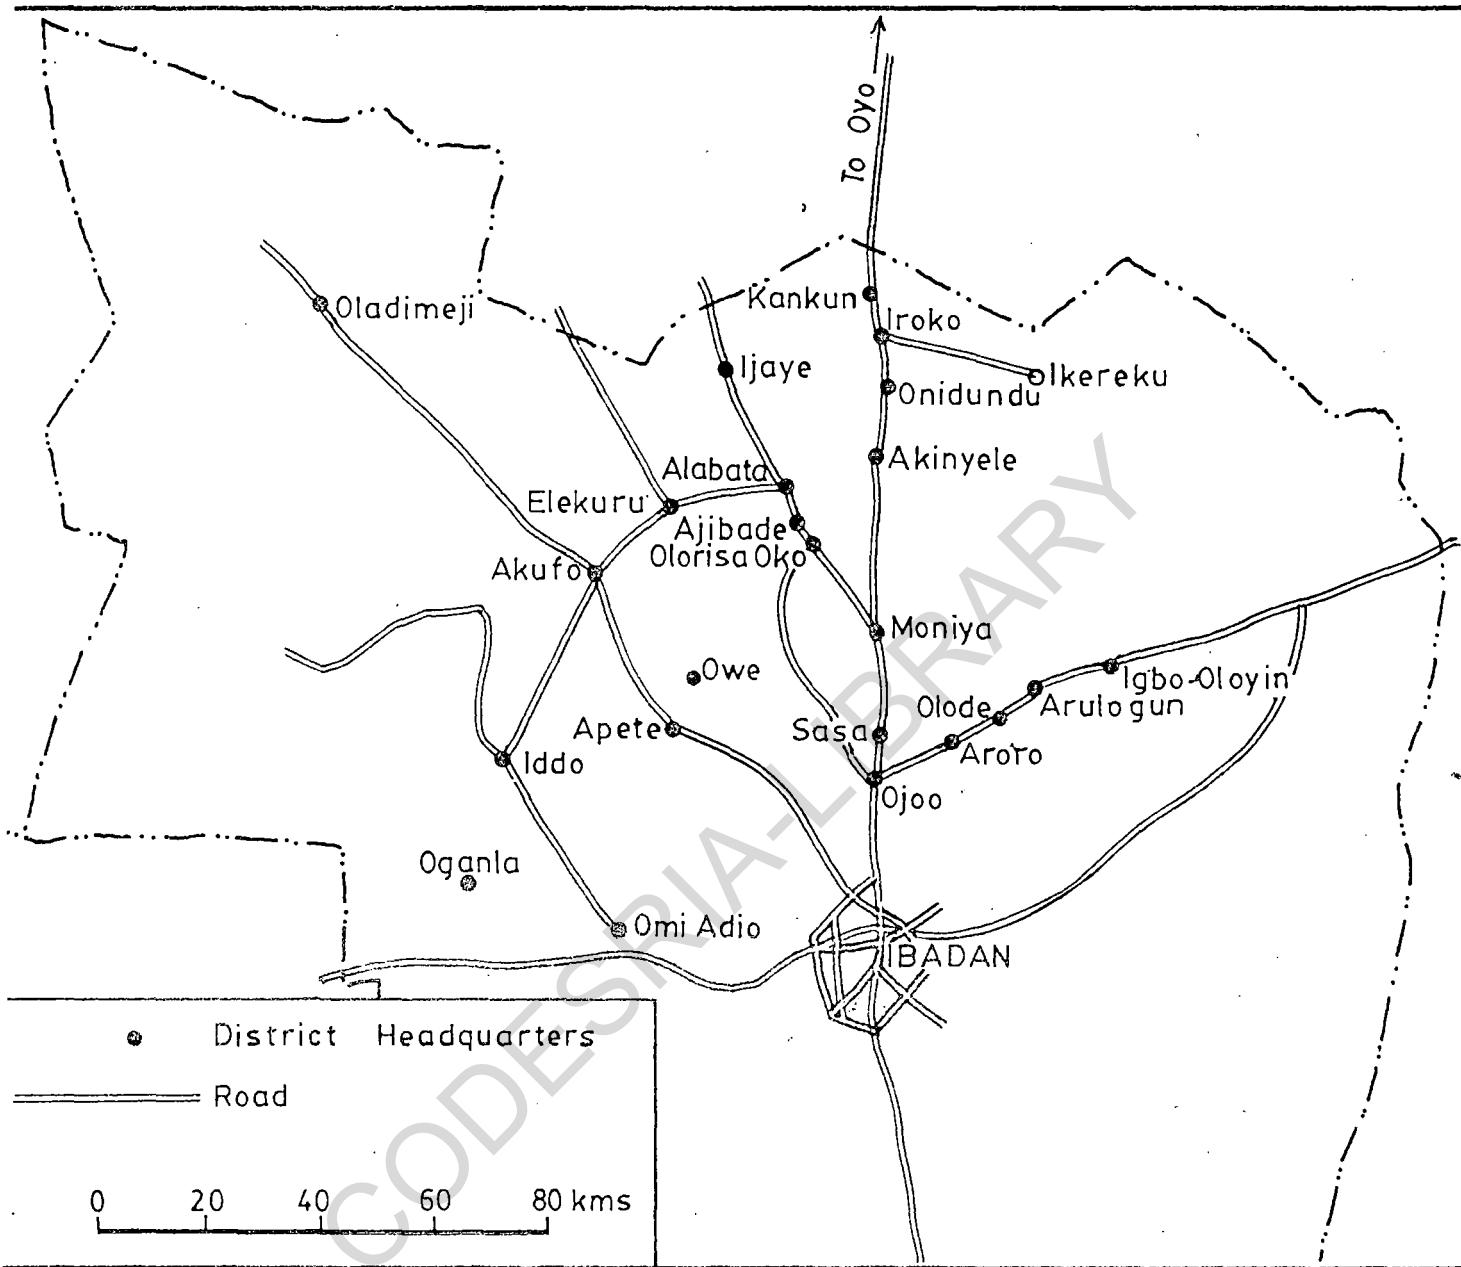 To Oyo
Kankun
Iroko
Oladimeji
Ijaye
Ikereku
Onidundu
Akinyele
Alabata
Elekuru
Ajibade
Olorisa Oko
Akufo
Moniya
Owe
Igbo-Oloyin
Arulogun
Olode
Apete
Sasa
Aroro
Iddo
Ojoo
Oganla
Omi Adio
IBADAN
District Headquarters
Road
0 20 40 60 80 kms
CODESRIA-LIBRARY